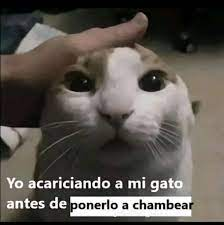 Yo acariciando a mi gato
antes de ponerlo a chambear